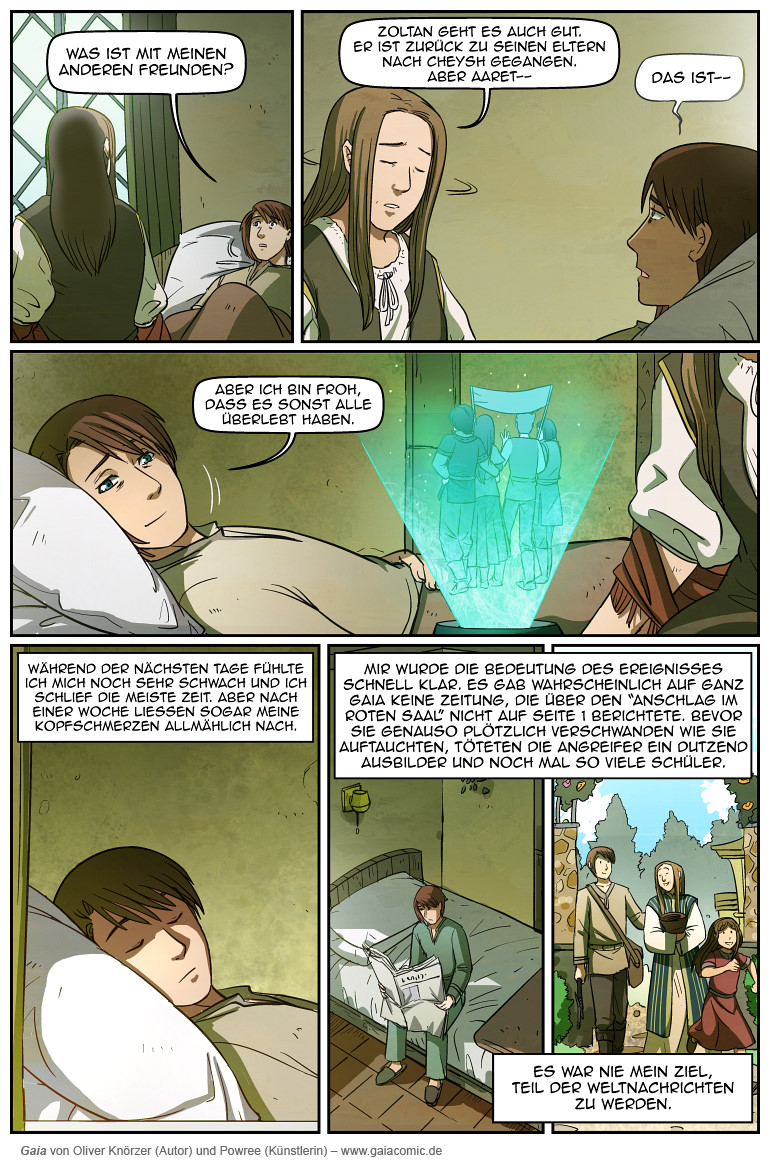 WAS IST MIT MEINEN
ANDEREN FREUNDEN?
ZOLTAN GEHT ES AUCH GUT.
ER IST ZURÜCK ZU SEINEN ELTERN
NACH CHEYSH GEGANGEN.
ABER AARET--
DAS IST--
ABER ICH BIN FROH,
DASS ES SONST ALLE
ÜBERLEBT HABEN.
WÄHREND DER NÄCHSTEN TAGE FÜHLTE
ICH MICH NOCH SEHR SCHWACH UND ICH
SCHLIEF DIE MEISTE ZEIT. ABER NACH
EINER WOCHE LIESSEN SOGAR MEINE
KOPFSCHMERZEN ALLMÄHLICH NACH.
MIR WURDE DIE BEDEUTUNG DES EREIGNISSES
SCHNELL KLAR. ES GAB WAHRSCHEINLICH AUF GANZ
GAIA KEINE ZEITUNG, DIE ÜBER DEN "ANSCHLAG IM
ROTEN SAAL" NICHT AUF SEITE 1 BERICHTETE. BEVOR
SIE GENAUSO PLÖTZLICH VERSCHWANDEN WIE SIE
AUFTAUCHTEN, TÖTETEN DIE ANGREIFER EIN DUTZEND
AUSBILDER UND NOCH MAL SO VIELE SCHÜLER.
ES WAR NIE MEIN ZIEL,
TEIL DER WELTNACHRICHTEN
ZU WERDEN.
Gaia von Oliver Knörzer (Autor) und Powree (Künstlerin) – www.gaiacomic.de